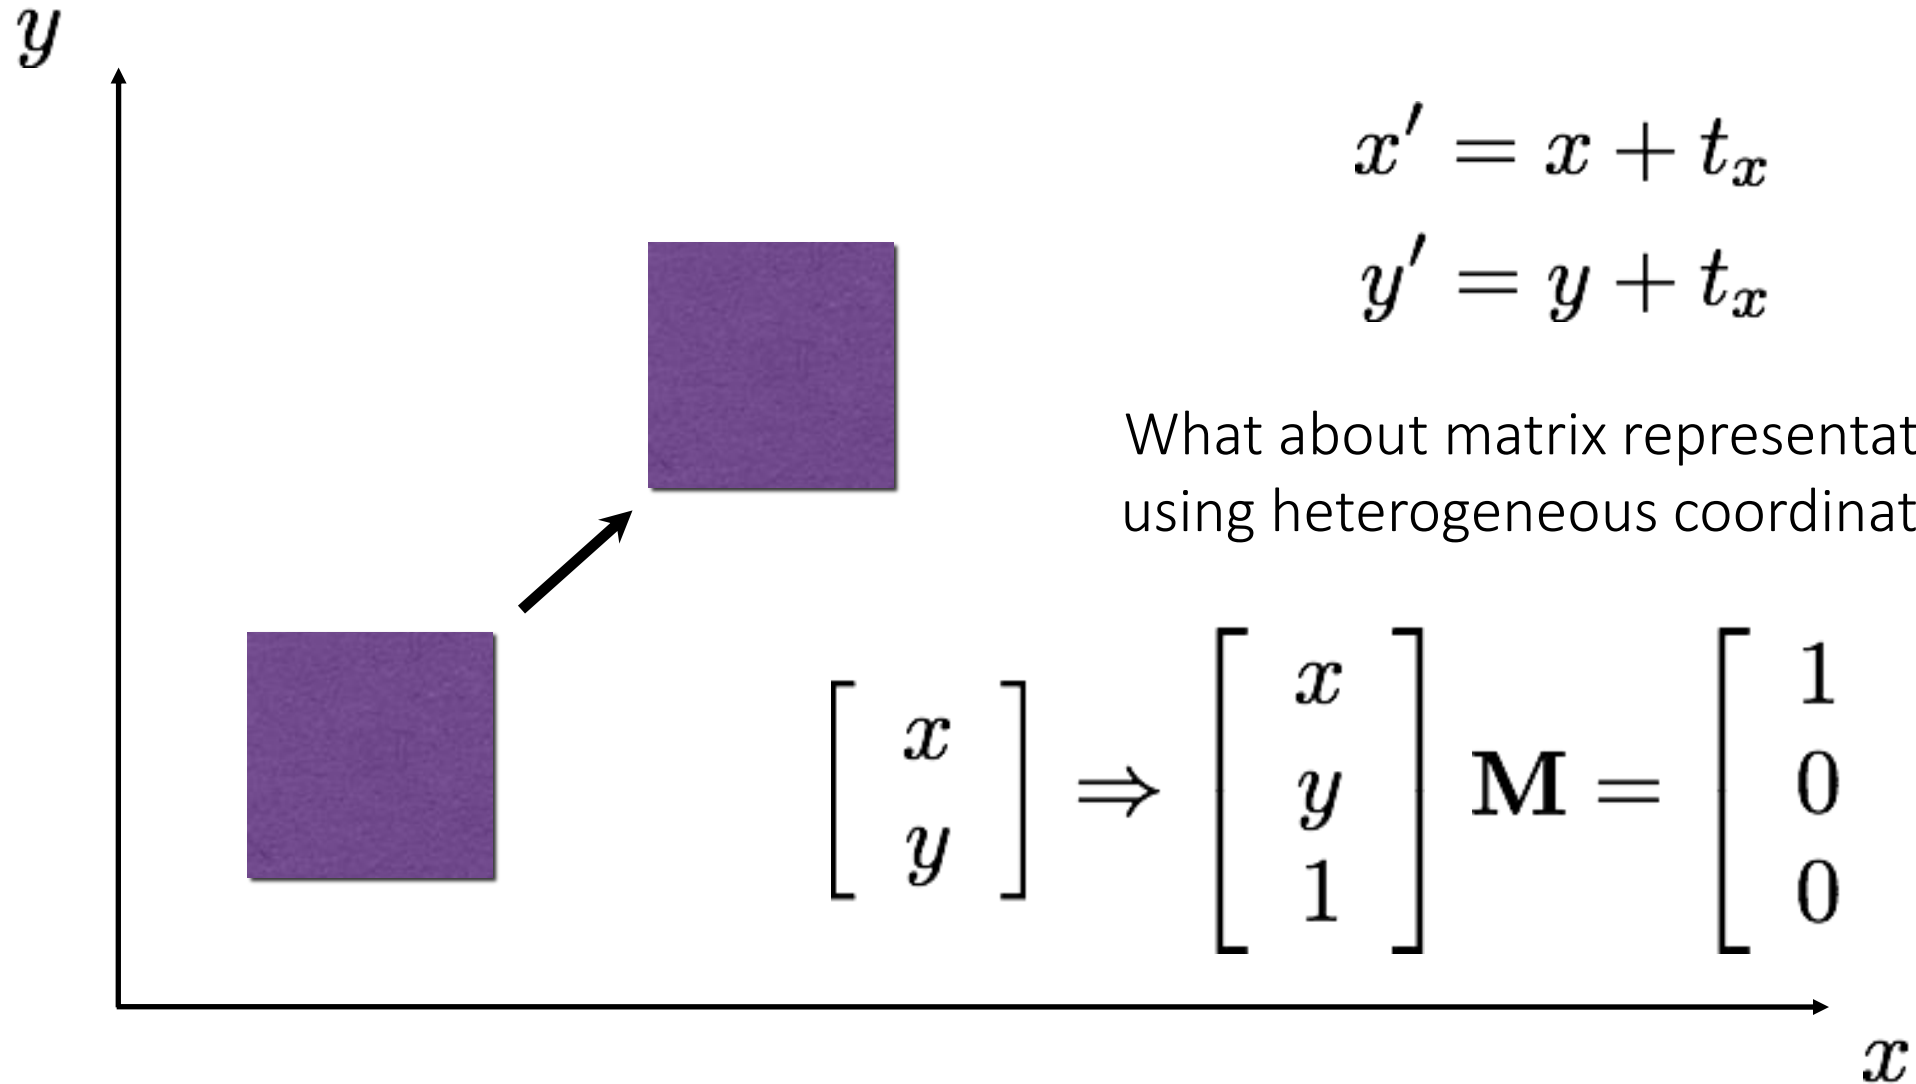 y
x′ = x + t_x
y′ = y + t_x
What about matrix representat
using heterogeneous coordinat
[ x y ] ⇒ [ x y 1 ] M = [ 1 0 0
x